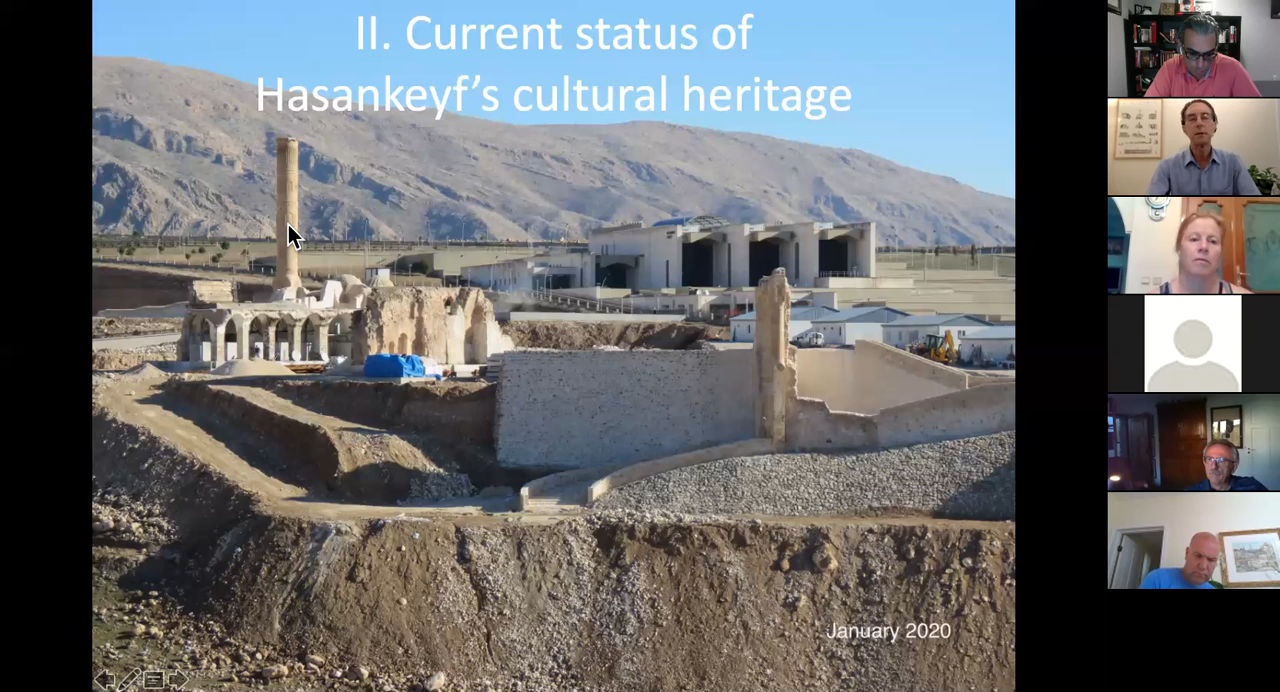 II. Current status of
Hasankeyf’s cultural heritage
January 2020